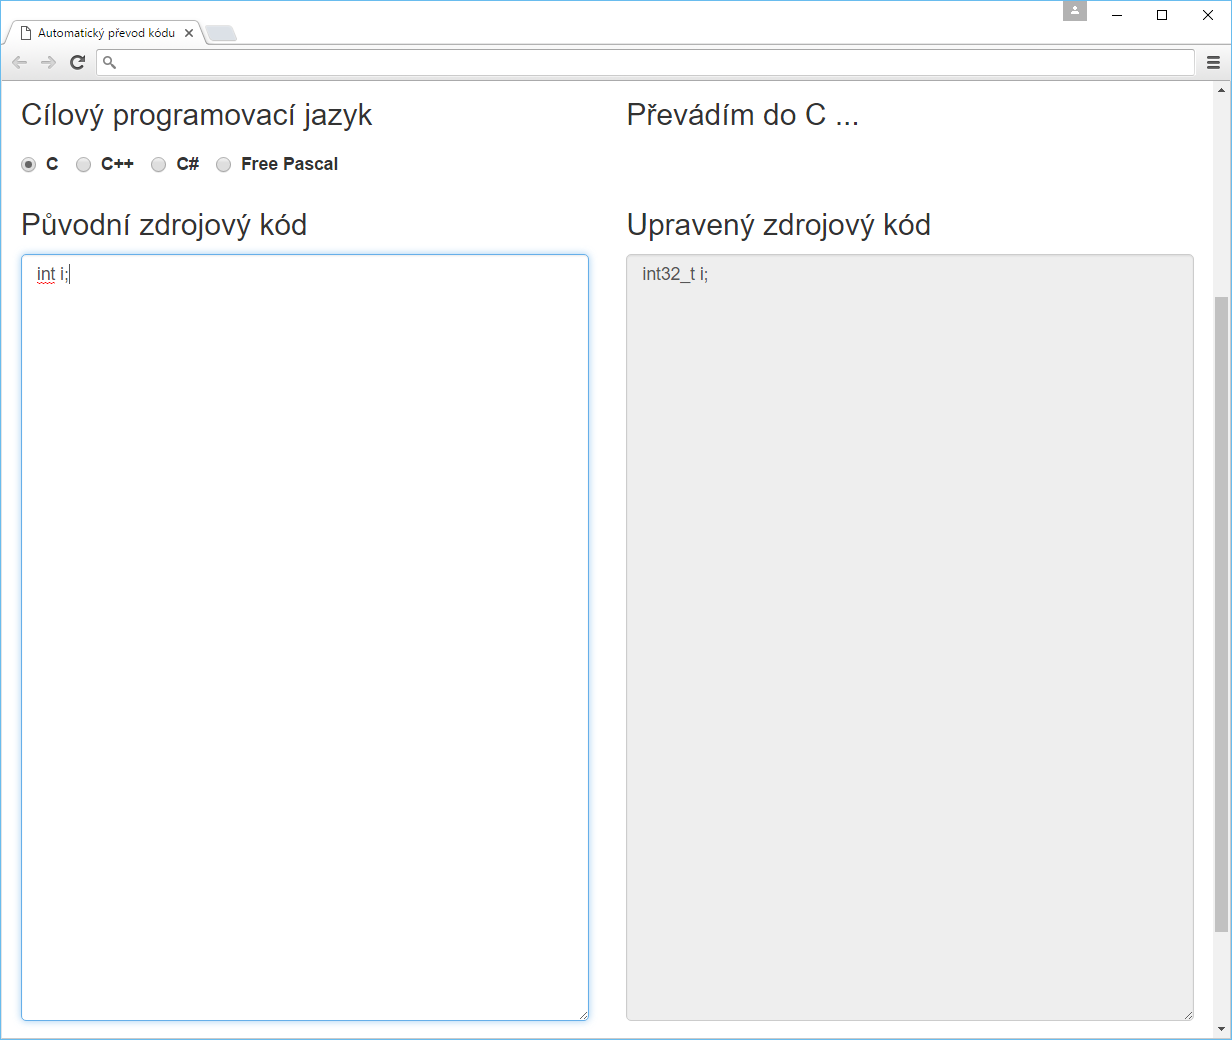 Automatický převod kódu
Cílový programovací jazyk
C C++ C# Free Pascal
Původní zdrojový kód
int i;
Převádím do C ...
Upravený zdrojový kód
int32_t i;